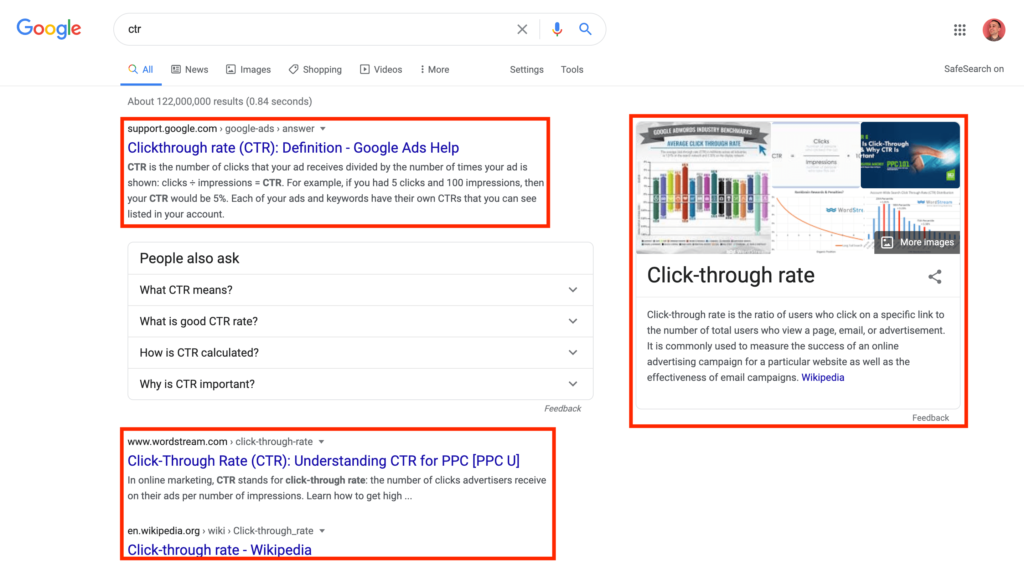 Google
ctr
All
News
Images
Shopping
Videos
More
Settings
Tools
SafeSearch on
About 122,000,000 results (0.84 seconds)
support.google.com › google-ads › answer
Clickthrough rate (CTR): Definition - Google Ads Help
CTR is the number of clicks that your ad receives divided by the number of times your ad is
shown: clicks ÷ impressions = CTR. For example, if you had 5 clicks and 100 impressions, then
your CTR would be 5%. Each of your ads and keywords have their own CTRs that you can see
listed in your account.
People also ask
What CTR means?
What is good CTR rate?
How is CTR calculated?
Why is CTR important?
Feedback
www.wordstream.com › click-through-rate
Click-Through Rate (CTR): Understanding CTR for PPC [PPC U]
In online marketing, CTR stands for click-through rate: the number of clicks advertisers receive
on their ads per number of impressions. Learn how to get high ...
en.wikipedia.org › wiki › Click-through_rate
Click-through rate - Wikipedia
GOOGLE ADWORDS INDUSTRY BENCHMARKS
AVERAGE CLICK THROUGH RATE
CTR
=
Clicks
Impressions
Is Click-Through
& Why CTR Is
rtant
PPC101
WordStre
WordStream
More images
Click-through rate
Click-through rate is the ratio of users who click on a specific link to
the number of total users who view a page, email, or advertisement.
It is commonly used to measure the success of an online
advertising campaign for a particular website as well as the
effectiveness of email campaigns. Wikipedia
Feedback